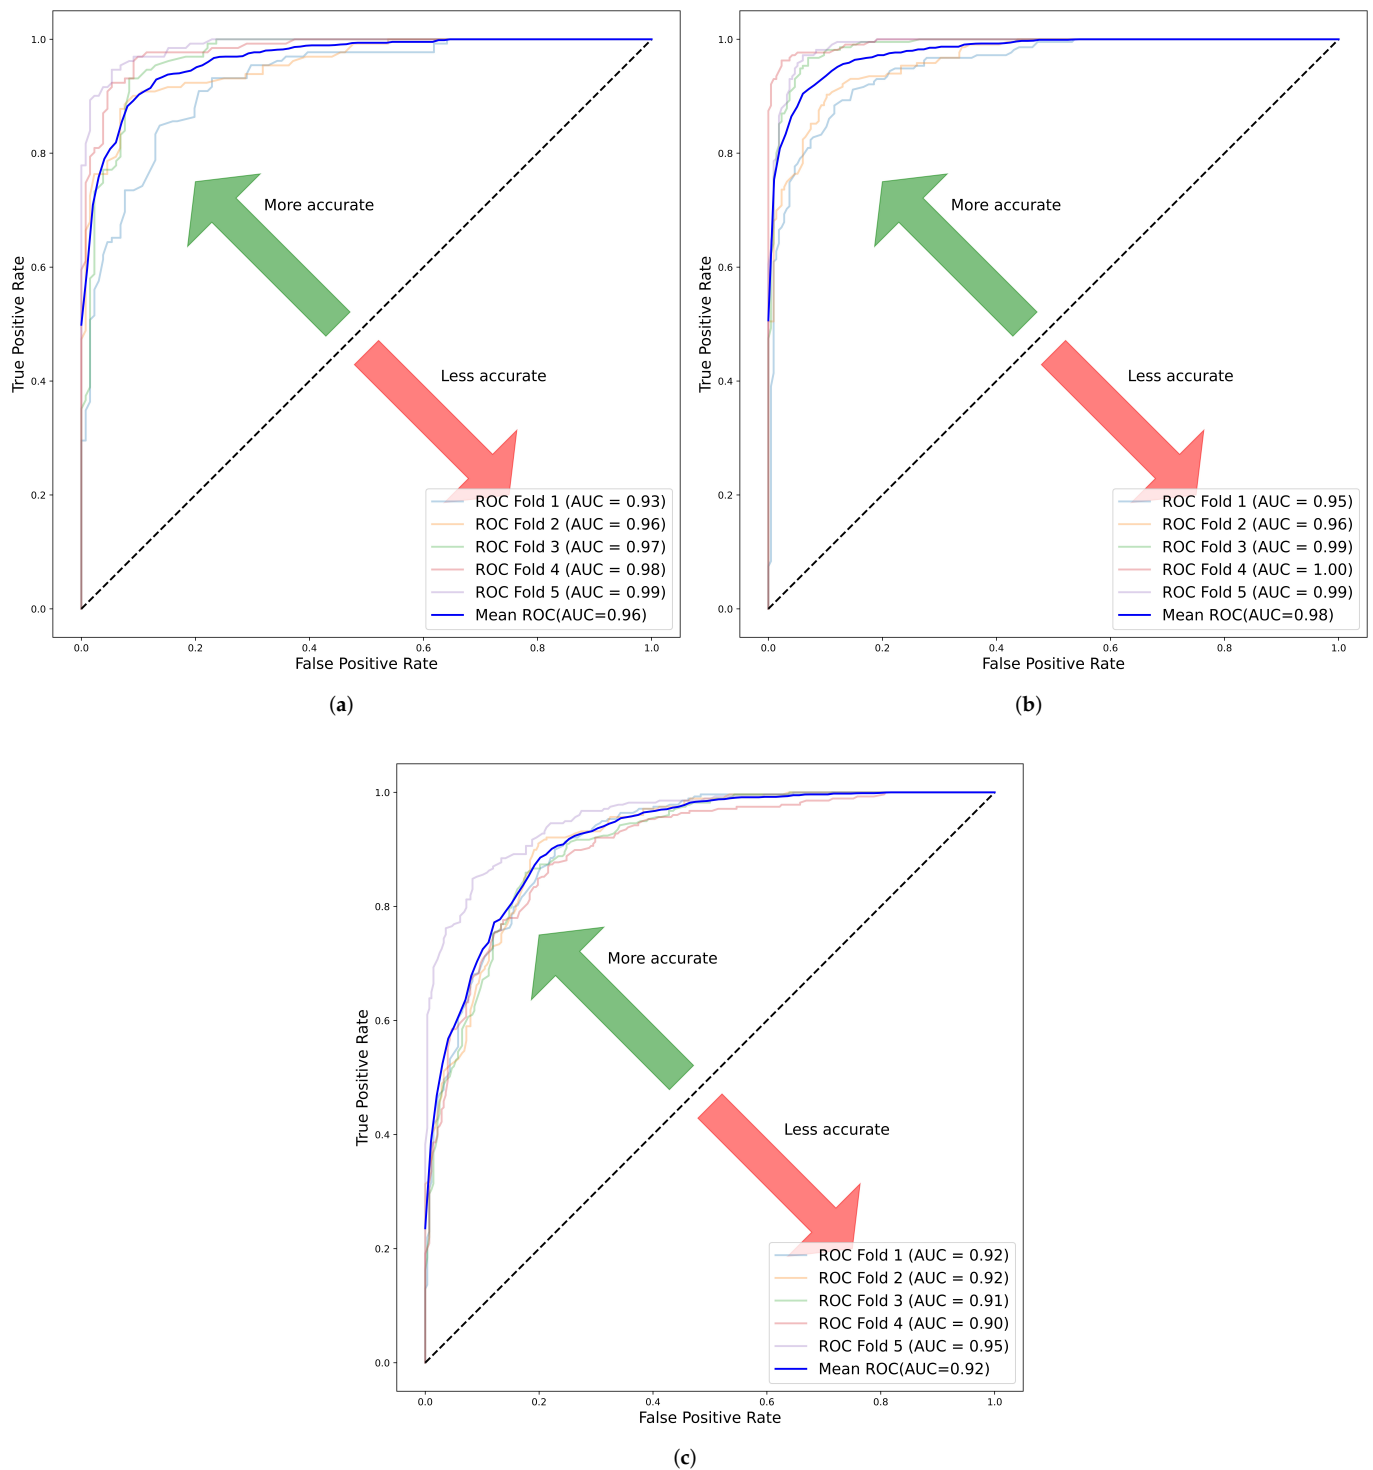 1.0
0.8
0.6
0.4
0.2
0.0
True Positive Rate
More accurate
Less accurate
ROC Fold 1 (AUC = 0.93)
ROC Fold 2 (AUC = 0.96)
ROC Fold 3 (AUC = 0.97)
ROC Fold 4 (AUC = 0.98)
ROC Fold 5 (AUC = 0.99)
Mean ROC(AUC=0.96)
0.0 0.2 0.4 0.6 0.8 1.0
False Positive Rate
(a)
1.0
0.8
0.6
0.4
0.2
0.0
True Positive Rate
More accurate
Less accurate
ROC Fold 1 (AUC = 0.95)
ROC Fold 2 (AUC = 0.96)
ROC Fold 3 (AUC = 0.99)
ROC Fold 4 (AUC = 1.00)
ROC Fold 5 (AUC = 0.99)
Mean ROC(AUC=0.98)
0.0 0.2 0.4 0.6 0.8 1.0
False Positive Rate
(b)
1.0
0.8
0.6
0.4
0.2
0.0
True Positive Rate
More accurate
Less accurate
ROC Fold 1 (AUC = 0.92)
ROC Fold 2 (AUC = 0.92)
ROC Fold 3 (AUC = 0.91)
ROC Fold 4 (AUC = 0.90)
ROC Fold 5 (AUC = 0.95)
Mean ROC(AUC=0.92)
0.0 0.2 0.4 0.6 0.8 1.0
False Positive Rate
(c)